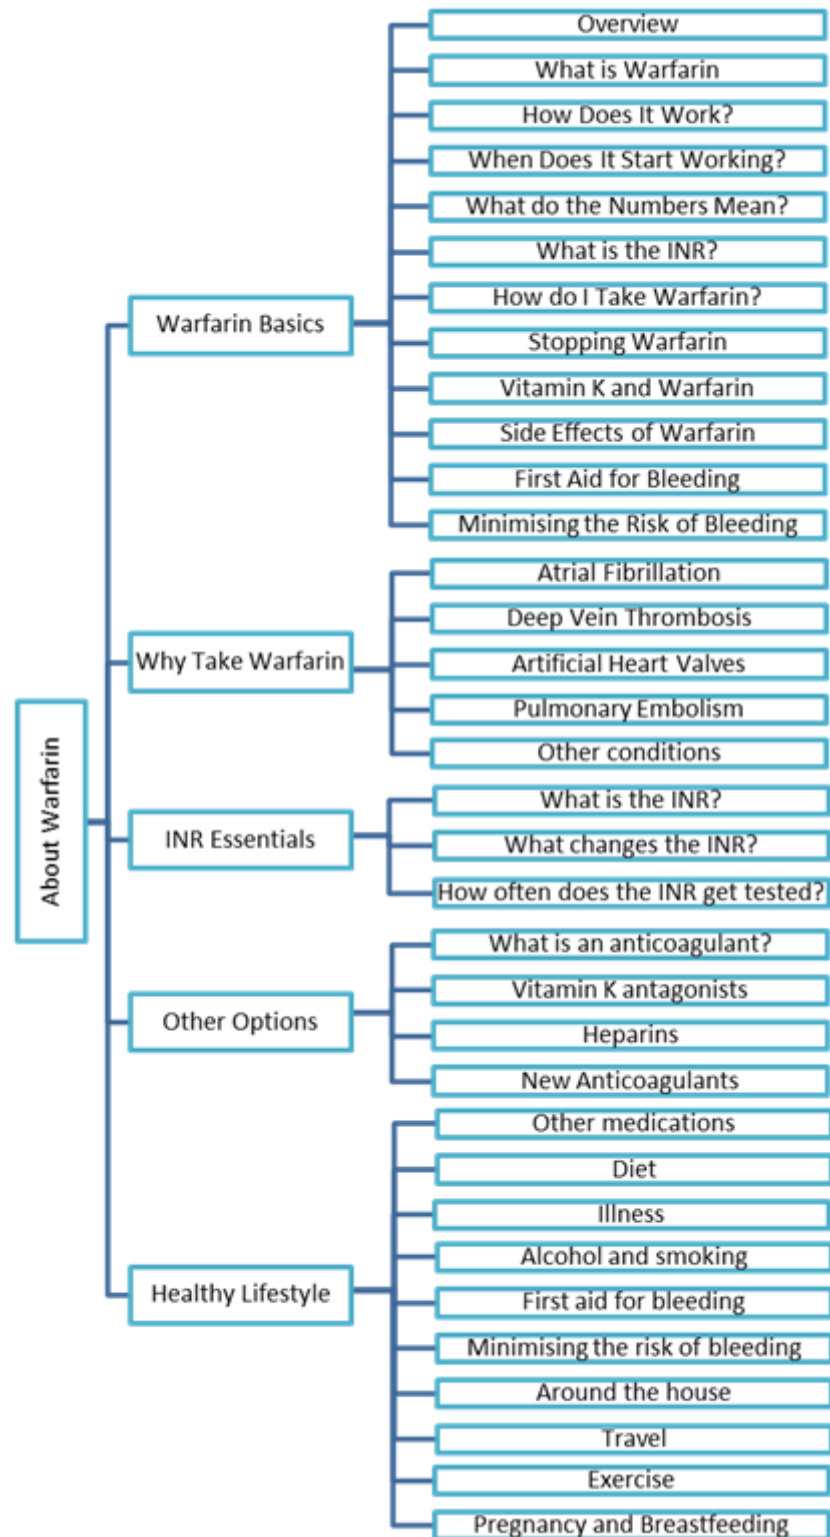 About Warfarin
Warfarin Basics
Overview
What is Warfarin
How Does It Work?
When Does It Start Working?
What do the Numbers Mean?
What is the INR?
How do I Take Warfarin?
Stopping Warfarin
Vitamin K and Warfarin
Side Effects of Warfarin
First Aid for Bleeding
Minimising the Risk of Bleeding
Why Take Warfarin
Atrial Fibrillation
Deep Vein Thrombosis
Artificial Heart Valves
Pulmonary Embolism
Other conditions
INR Essentials
What is the INR?
What changes the INR?
How often does the INR get tested?
Other Options
What is an anticoagulant?
Vitamin K antagonists
Heparins
New Anticoagulants
Healthy Lifestyle
Other medications
Diet
Illness
Alcohol and smoking
First aid for bleeding
Minimising the risk of bleeding
Around the house
Travel
Exercise
Pregnancy and Breastfeeding